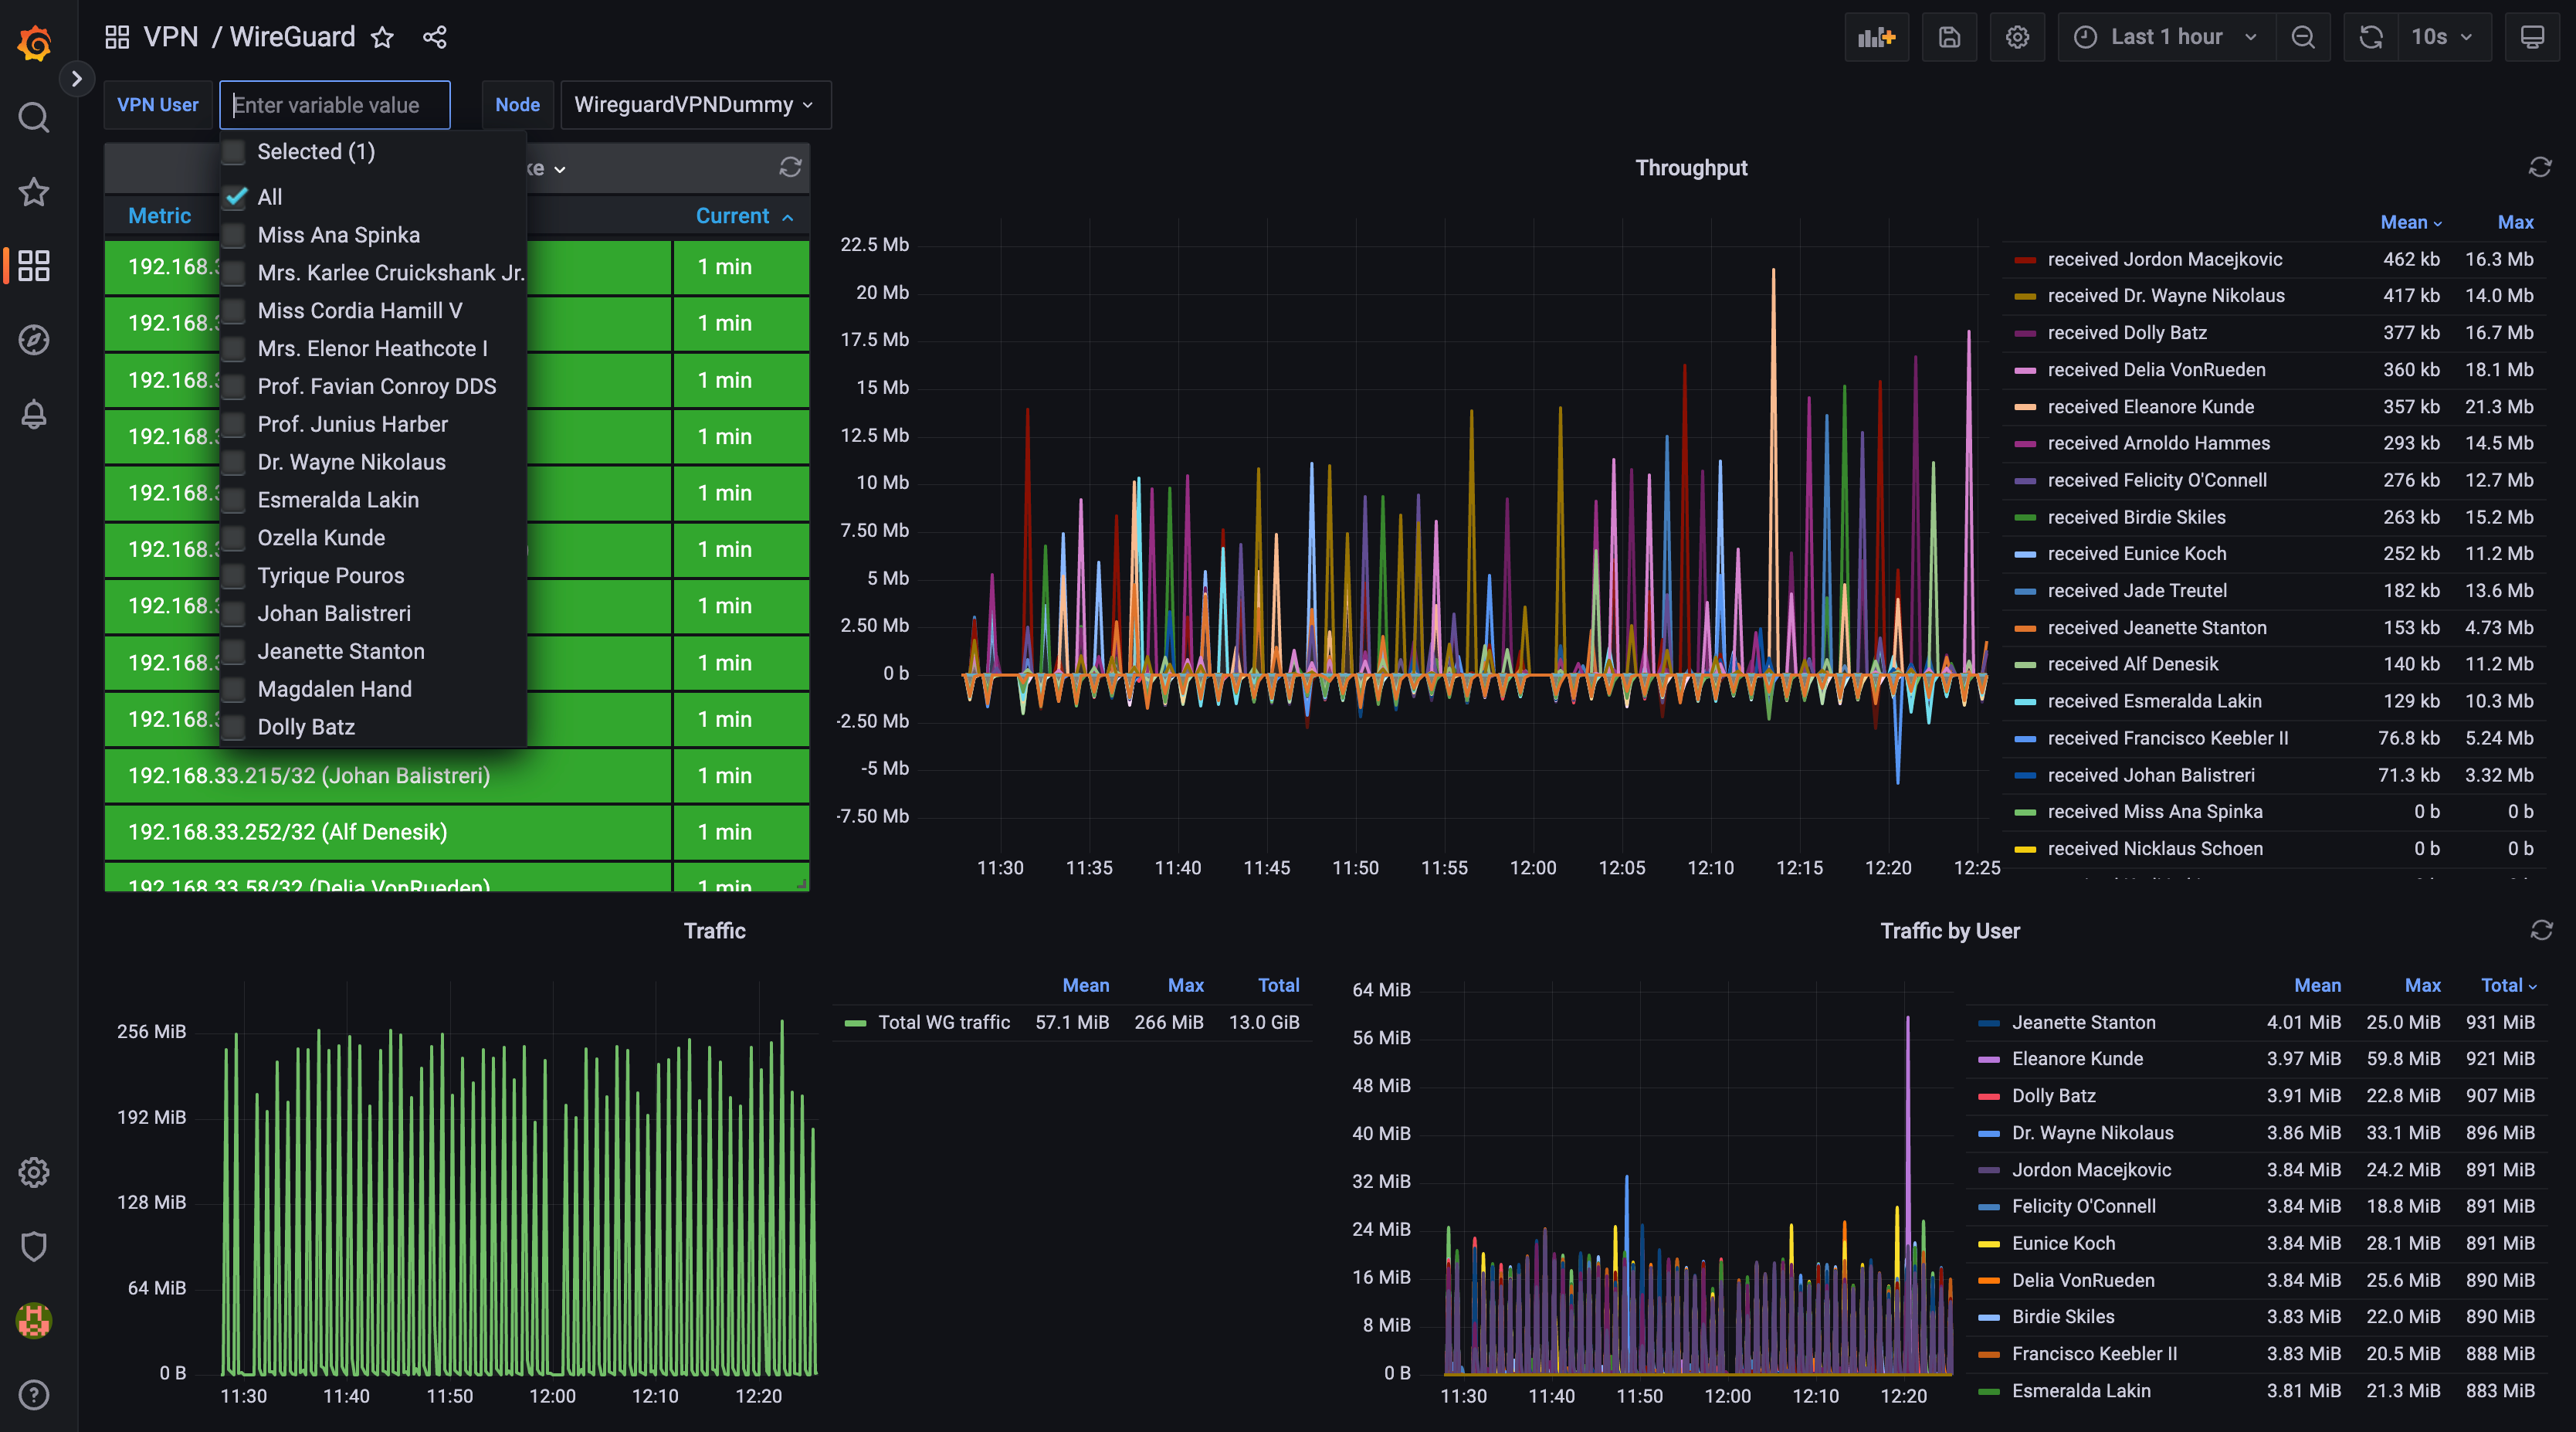 VPN / WireGuard
Last 1 hour
10s
VPN User
Enter variable value
Node
WireguardVPNDummy
Selected (1)
All
Miss Ana Spinka
Mrs. Karlee Cruickshank Jr.
Miss Cordia Hamill V
Mrs. Elenor Heathcote I
Prof. Favian Conroy DDS
Prof. Junius Harber
Dr. Wayne Nikolaus
Esmeralda Lakin
Ozella Kunde
Tyrique Pouros
Johan Balistreri
Jeanette Stanton
Magdalen Hand
Dolly Batz
Metric Current
192.168.3 1 min
192.168.3 1 min
192.168.3 1 min
192.168.3 1 min
192.168.3 1 min
192.168.3 1 min
192.168.3 1 min
192.168.3 1 min
192.168.3 1 min
192.168.33.215/32 (Johan Balistreri) 1 min
192.168.33.252/32 (Alf Denesik) 1 min
192.168.33.58/32 (Delia VonRueden) 1 min
Throughput
22.5 Mb
20 Mb
17.5 Mb
15 Mb
12.5 Mb
10 Mb
7.50 Mb
5 Mb
2.50 Mb
0 b
-2.50 Mb
-5 Mb
-7.50 Mb
11:30 11:35 11:40 11:45 11:50 11:55 12:00 12:05 12:10 12:15 12:20 12:25
Mean Max
received Jordon Macejkovic 462 kb 16.3 Mb
received Dr. Wayne Nikolaus 417 kb 14.0 Mb
received Dolly Batz 377 kb 16.7 Mb
received Delia VonRueden 360 kb 18.1 Mb
received Eleanore Kunde 357 kb 21.3 Mb
received Arnoldo Hammes 293 kb 14.5 Mb
received Felicity O'Connell 276 kb 12.7 Mb
received Birdie Skiles 263 kb 15.2 Mb
received Eunice Koch 252 kb 11.2 Mb
received Jade Treutel 182 kb 13.6 Mb
received Jeanette Stanton 153 kb 4.73 Mb
received Alf Denesik 140 kb 11.2 Mb
received Esmeralda Lakin 129 kb 10.3 Mb
received Francisco Keebler II 76.8 kb 5.24 Mb
received Johan Balistreri 71.3 kb 3.32 Mb
received Miss Ana Spinka 0 b 0 b
received Nicklaus Schoen 0 b 0 b
Traffic
256 MiB
192 MiB
128 MiB
64 MiB
0 B
11:30 11:40 11:50 12:00 12:10 12:20
Mean Max Total
Total WG traffic 57.1 MiB 266 MiB 13.0 GiB
Traffic by User
64 MiB
56 MiB
48 MiB
40 MiB
32 MiB
24 MiB
16 MiB
8 MiB
0 B
11:30 11:40 11:50 12:00 12:10 12:20
Mean Max Total
Jeanette Stanton 4.01 MiB 25.0 MiB 931 MiB
Eleanore Kunde 3.97 MiB 59.8 MiB 921 MiB
Dolly Batz 3.91 MiB 22.8 MiB 907 MiB
Dr. Wayne Nikolaus 3.86 MiB 33.1 MiB 896 MiB
Jordon Macejkovic 3.84 MiB 24.2 MiB 891 MiB
Felicity O'Connell 3.84 MiB 18.8 MiB 891 MiB
Eunice Koch 3.84 MiB 28.1 MiB 891 MiB
Delia VonRueden 3.84 MiB 25.6 MiB 890 MiB
Birdie Skiles 3.83 MiB 22.0 MiB 890 MiB
Francisco Keebler II 3.83 MiB 20.5 MiB 888 MiB
Esmeralda Lakin 3.81 MiB 21.3 MiB 883 MiB